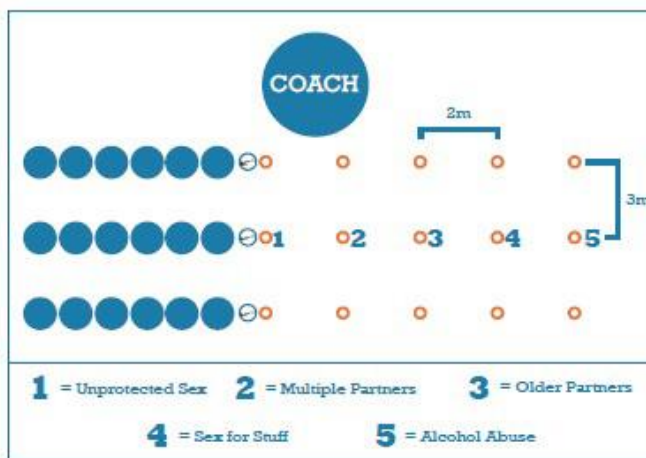 COACH
2m
3m
1 2 3 4 5
1 = Unprotected Sex 2 = Multiple Partners 3 = Older Partners
4 = Sex for Stuff 5 = Alcohol Abuse